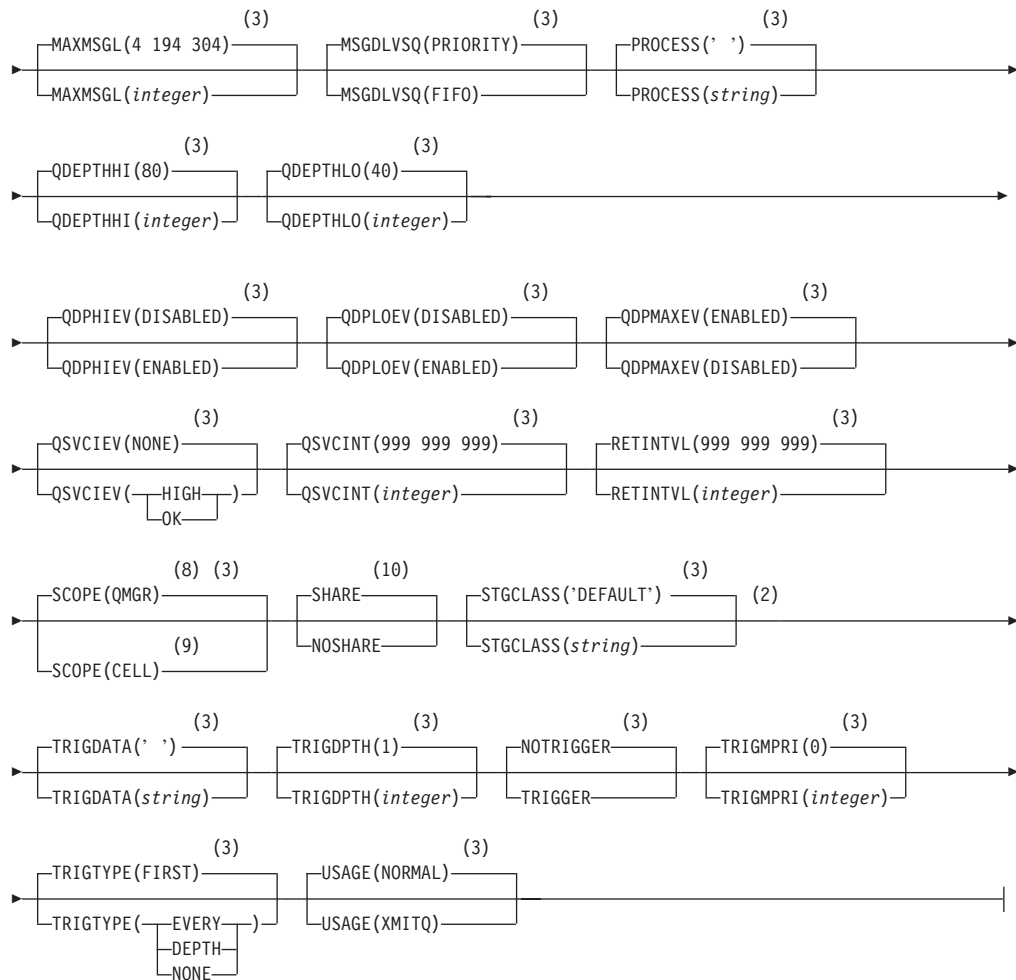 (3) (3) (3)
MAXMSGL(4 194 304) MSGDLVSQ(PRIORITY) PROCESS(' ')
MAXMSGL(integer) MSGDLVSQ(FIFO) PROCESS(string)
(3) (3)
QDEPTHHI(80) QDEPTHLO(40)
QDEPTHHI(integer) QDEPTHLO(integer)
(3) (3) (3)
QDPHIEV(DISABLED) QDPLOEV(DISABLED) QDPMAXEV(ENABLED)
QDPHIEV(ENABLED) QDPLOEV(ENABLED) QDPMAXEV(DISABLED)
(3) (3) (3)
QSVCIEV(NONE) QSVCINT(999 999 999) RETINTVL(999 999 999)
QSVCIEV( HIGH ) QSVCINT(integer) RETINTVL(integer)
OK
(8) (3) (10) (3)
SCOPE(QMGR) SHARE STGCLASS('DEFAULT') (2)
(9)
SCOPE(CELL) NOSHARE STGCLASS(string)
(3) (3) (3) (3)
TRIGDATA(' ') TRIGDPTH(1) NOTRIGGER TRIGMPRI(0)
TRIGDATA(string) TRIGDPTH(integer) TRIGGER TRIGMPRI(integer)
(3) (3)
TRIGTYPE(FIRST) USAGE(NORMAL)
TRIGTYPE( EVERY ) USAGE(XMITQ)
DEPTH
NONE